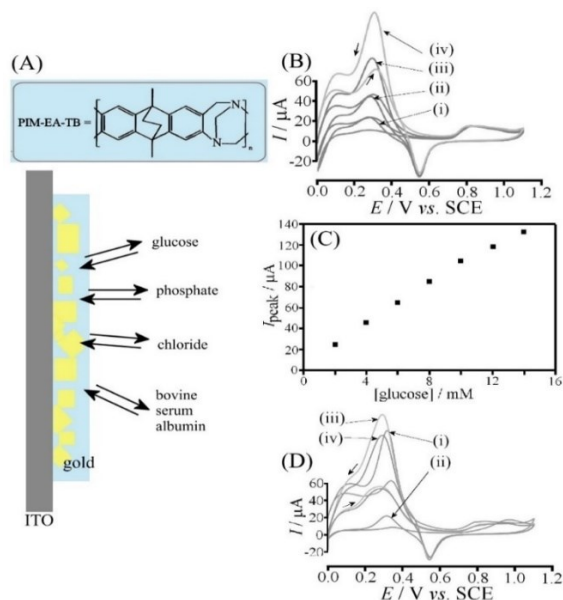 (A)
PIM-EA-TB =
[
N
N
]n
glucose
phosphate
chloride
bovine
serum
albumin
gold
ITO
(B)
I / μA
60
40
20
0
-20
(iv)
(iii)
(ii)
(i)
0.0 0.2 0.4 0.6 0.8 1.0 1.2
E / V vs. SCE
(C)
Ipeak / μA
140
120
100
80
60
40
20
0
0 4 8 12 16
[glucose] / mM
(D)
I / μA
60
40
20
0
-20
(iii)
(iv)
(i)
(ii)
0.0 0.2 0.4 0.6 0.8 1.0 1.2
E / V vs. SCE